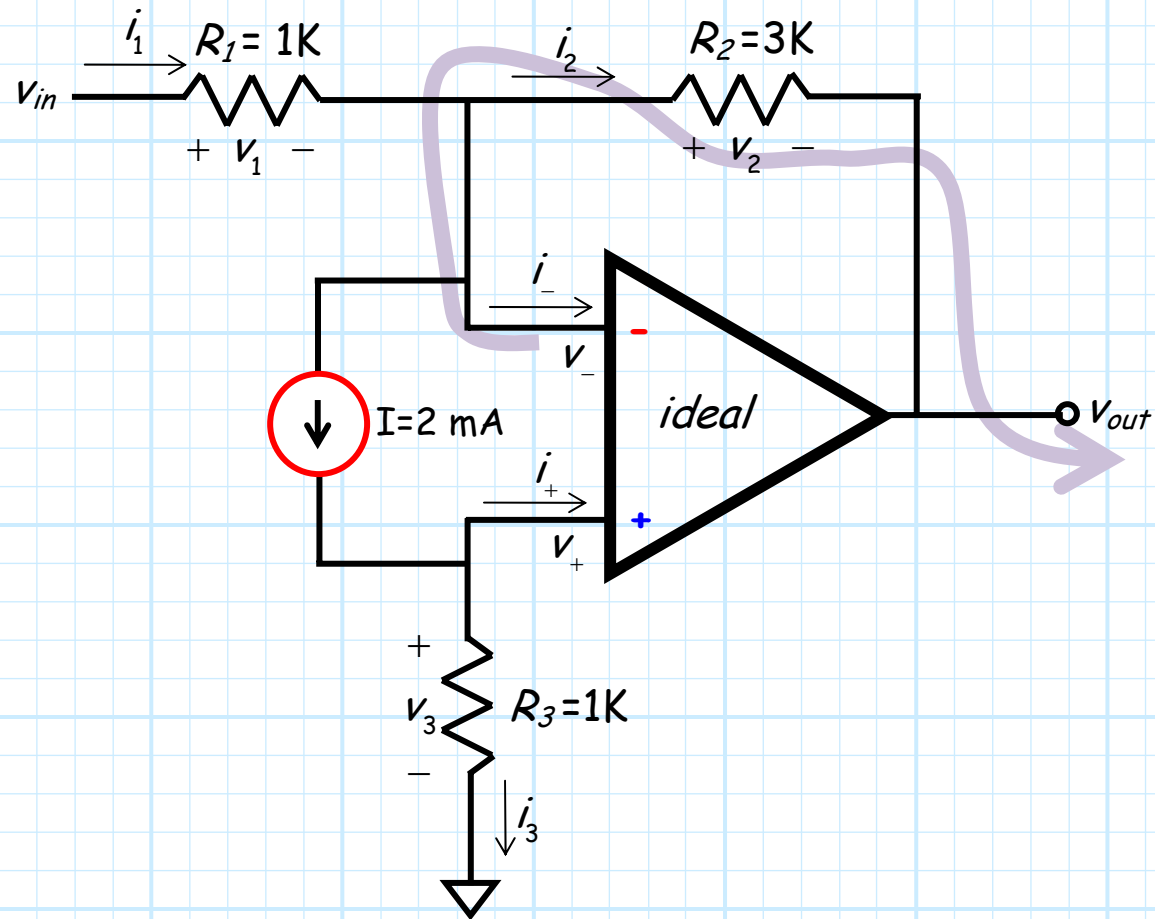 i₁
R₁= 1K
i₂
R₂=3K
vin
+ v₁ −
+ v₂ −
i₋
-
v₋
I=2 mA
ideal
vout
i₊
+
v₊
+
v₃
R₃=1K
−
i₃